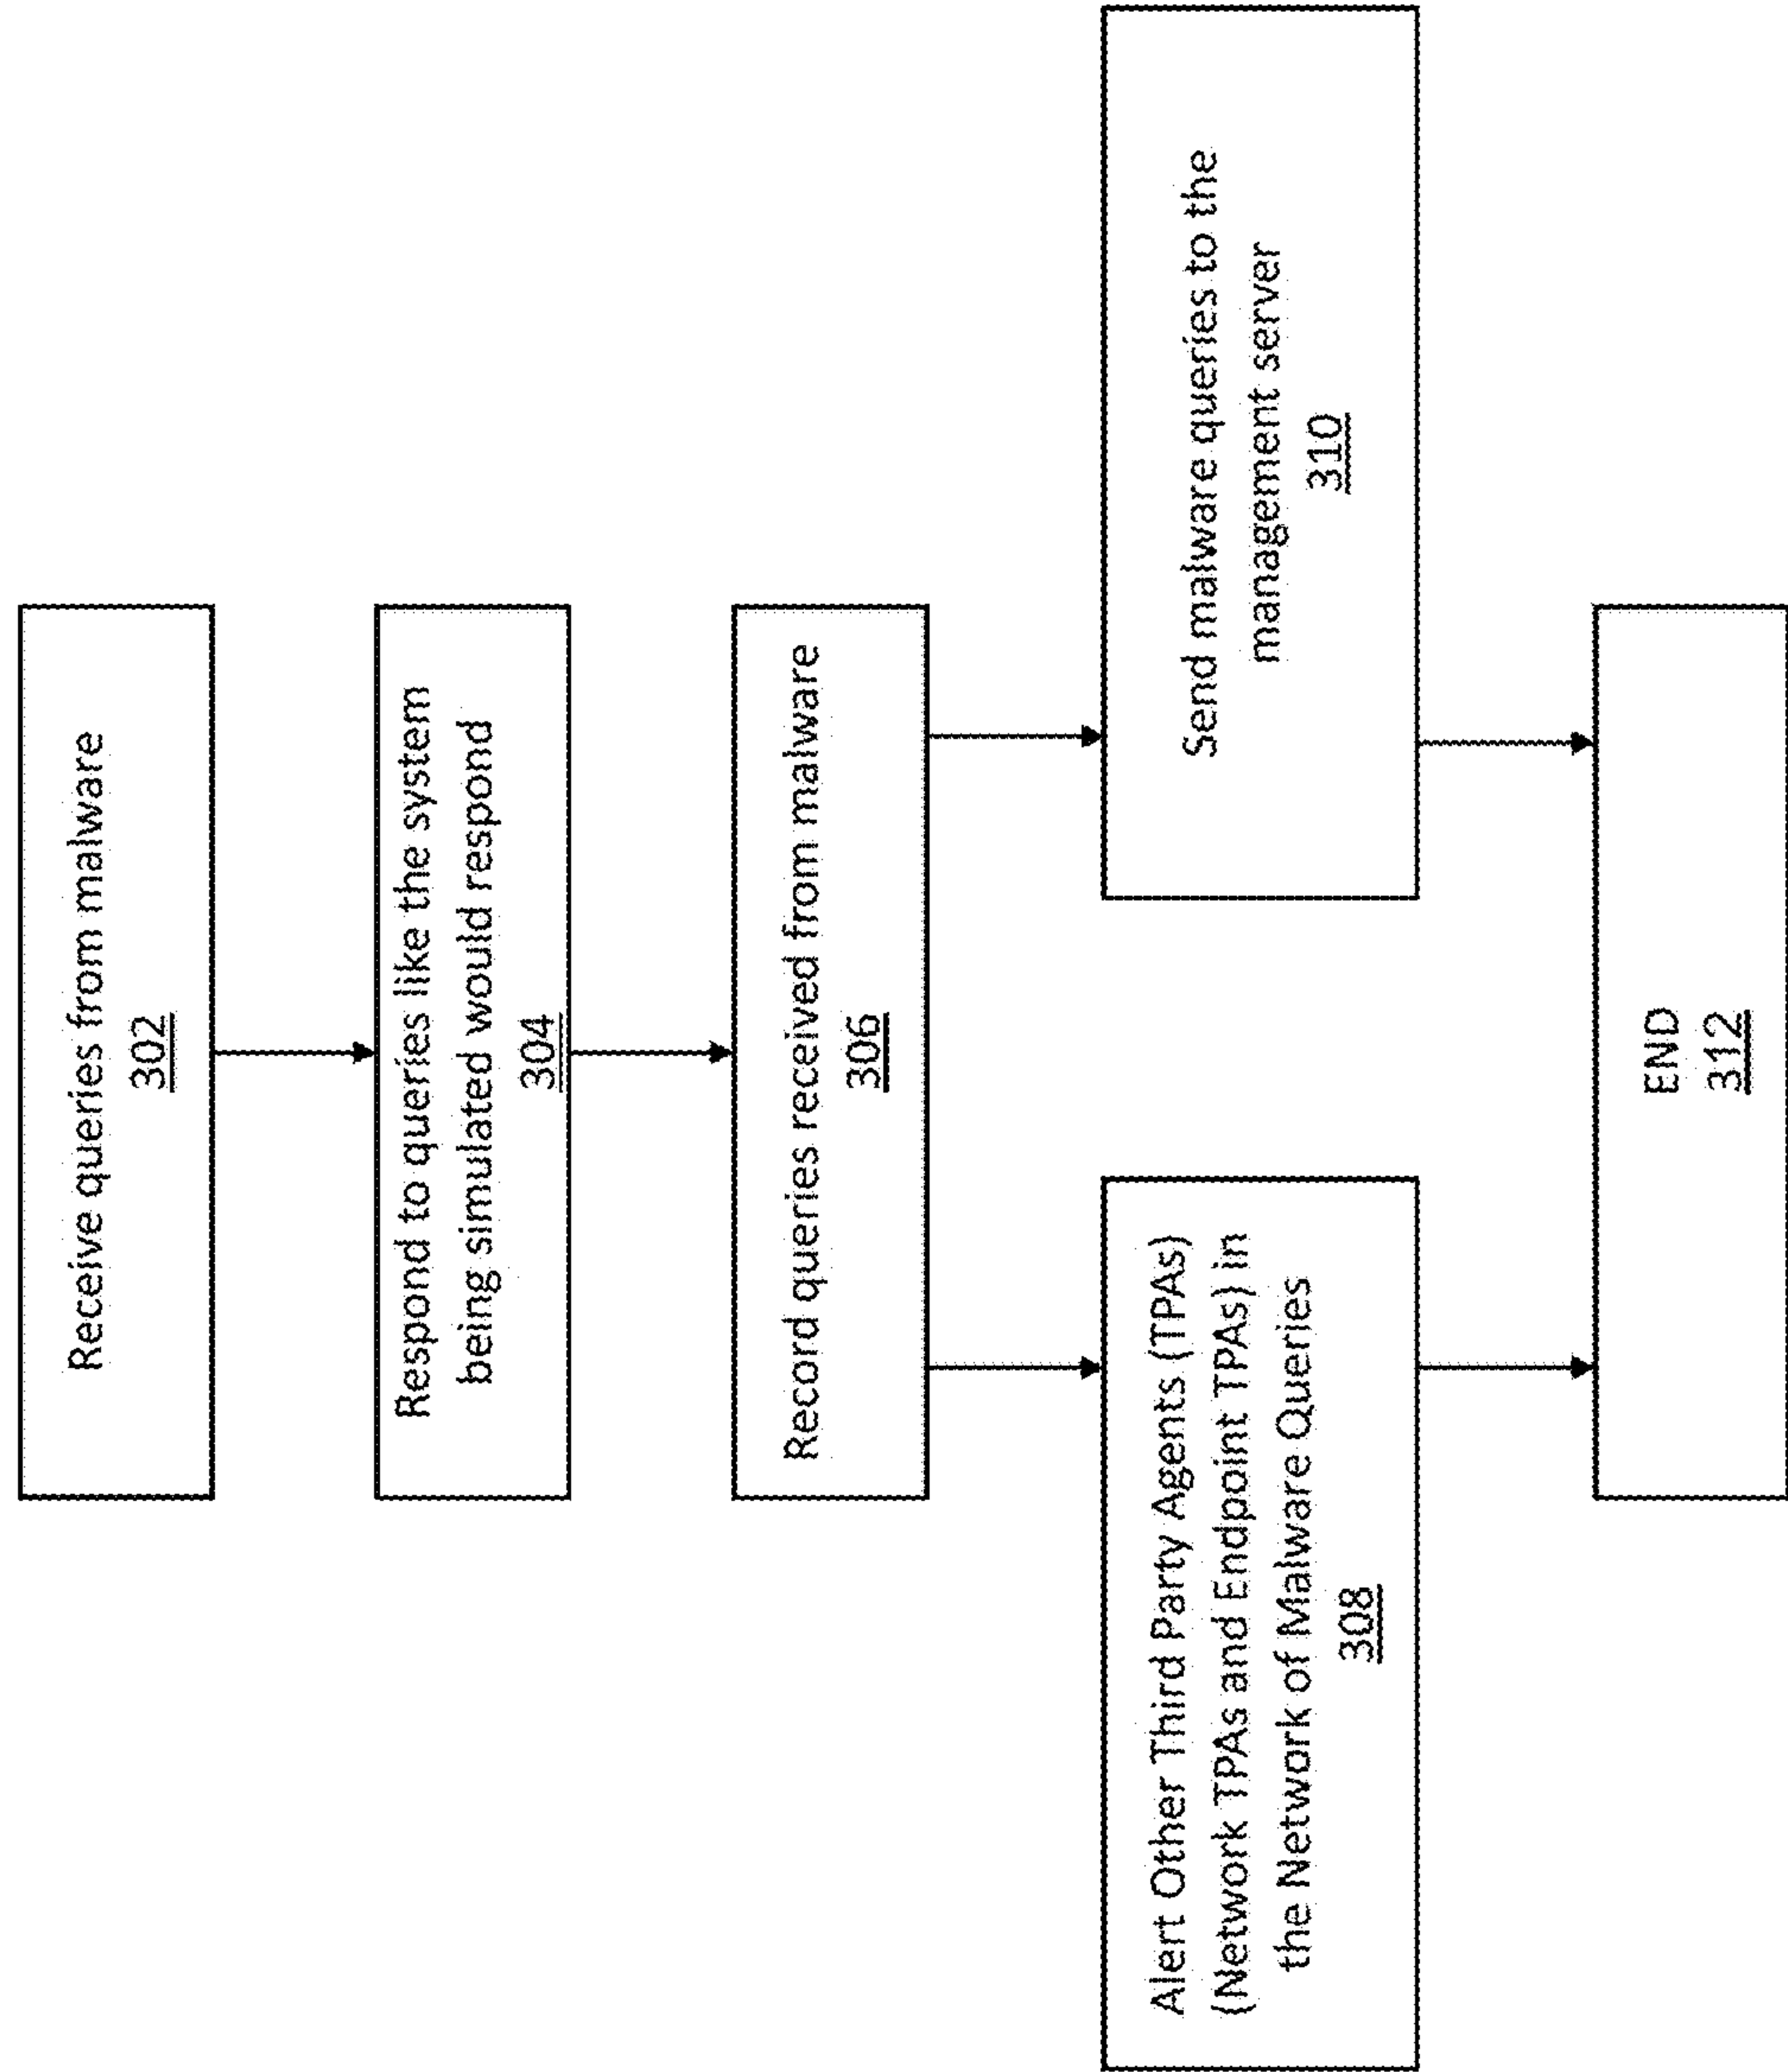 Receive queries from malware
302
Respond to queries like the system
being simulated would respond
304
Record queries received from malware
306
Alert Other Third Party Agents (TPAs)
(Network TPAs and Endpoint TPAs) in
the Network of Malware Queries
308
Send malware queries to the
management server
310
END
312